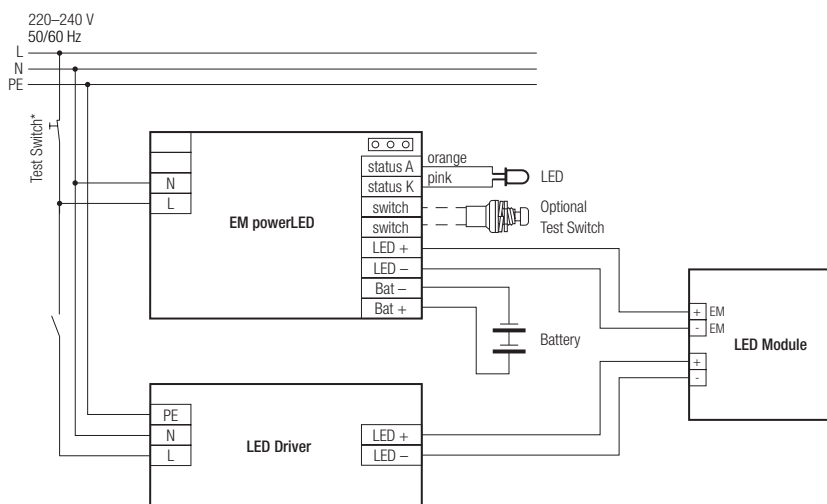 220–240 V
50/60 Hz
L
N
PE
Test Switch*
N
L
EM powerLED
status A
status K
switch
switch
LED +
LED –
Bat –
Bat +
orange
pink
LED
Optional
Test Switch
Battery
+ EM
- EM
+
-
LED Module
PE
N
L
LED Driver
LED +
LED –